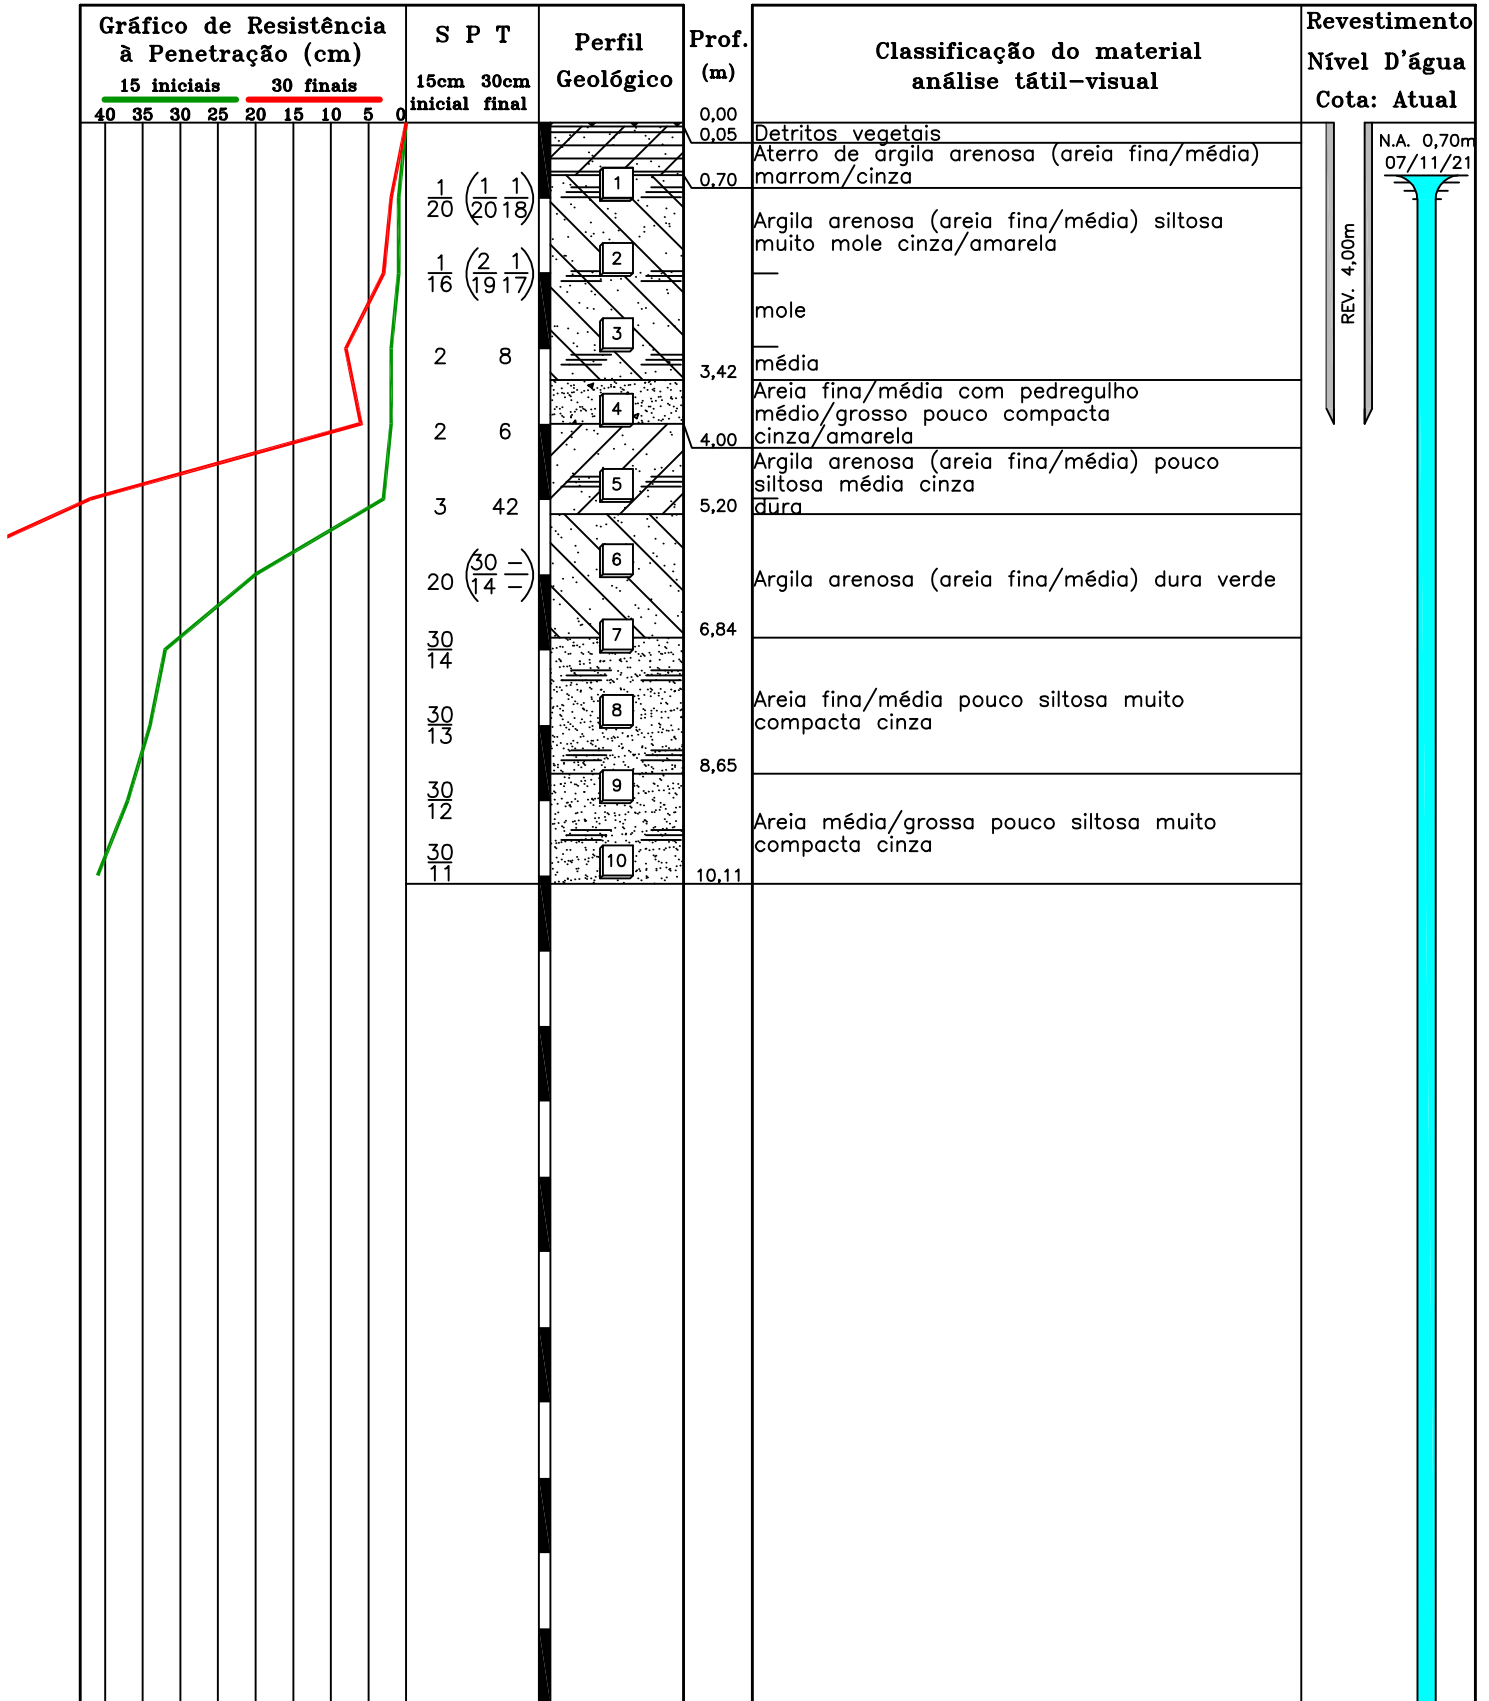 Gráfico de Resistência
à Penetração (cm)
15 iniciais 30 finais
40 35 30 25 20 15 10 5 0
S P T
15cm 30cm
inicial final
Perfil
Geológico
Prof.
(m)
Classificação do material
análise tátil-visual
Revestimento
Nível D'água
Cota: Atual
0,00
0,05 Detritos vegetais
Aterro de argila arenosa (areia fina/média)
0,70 marrom/cinza
N.A. 0,70m
07/11/21
1
1 (1 1)
20 (20 18)
Argila arenosa (areia fina/média) siltosa
muito mole cinza/amarela
2
1 (2 1)
16 (19 17)
mole
REV. 4,00m
3
2 8
média
3,42
Areia fina/média com pedregulho
médio/grosso pouco compacta
cinza/amarela
4
2 6
4,00
Argila arenosa (areia fina/média) pouco
siltosa média cinza
5
3 42
5,20 dura
6
20 (30 –)
(14 –)
Argila arenosa (areia fina/média) dura verde
6,84
7
30
14
8
Areia fina/média pouco siltosa muito
compacta cinza
30
13
8,65
9
30
12
Areia média/grossa pouco siltosa muito
compacta cinza
30
11
10
10,11